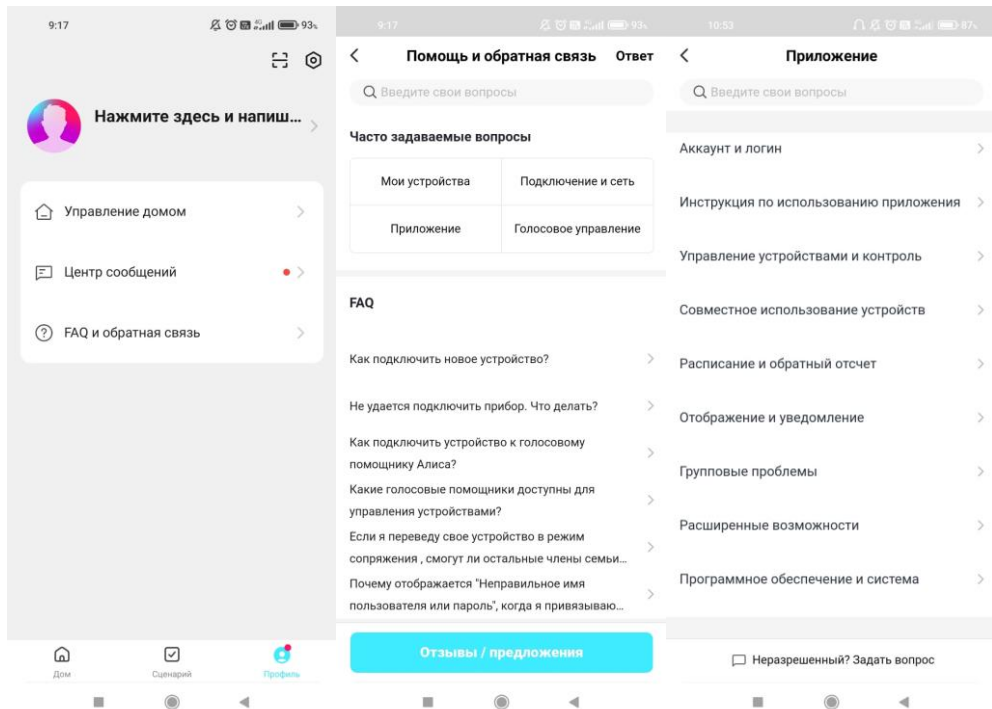 9:17
93%
Нажмите здесь и напиш...
Управление домом
Центр сообщений
FAQ и обратная связь
Дом
Сценарий
Профиль
9:17
93%
Помощь и обратная связь
Ответ
Введите свои вопросы
Часто задаваемые вопросы
Мои устройства
Подключение и сеть
Приложение
Голосовое управление
FAQ
Как подключить новое устройство?
Не удается подключить прибор. Что делать?
Как подключить устройство к голосовому
помощнику Алиса?
Какие голосовые помощники доступны для
управления устройствами?
Если я переведу свое устройство в режим
сопряжения , смогут ли остальные члены семьи...
Почему отображается "Неправильное имя
пользователя или пароль", когда я привязываю...
Отзывы / предложения
10:53
87%
Приложение
Введите свои вопросы
Аккаунт и логин
Инструкция по использованию приложения
Управление устройствами и контроль
Совместное использование устройств
Расписание и обратный отсчет
Отображение и уведомление
Групповые проблемы
Расширенные возможности
Программное обеспечение и система
Неразрешенный? Задать вопрос